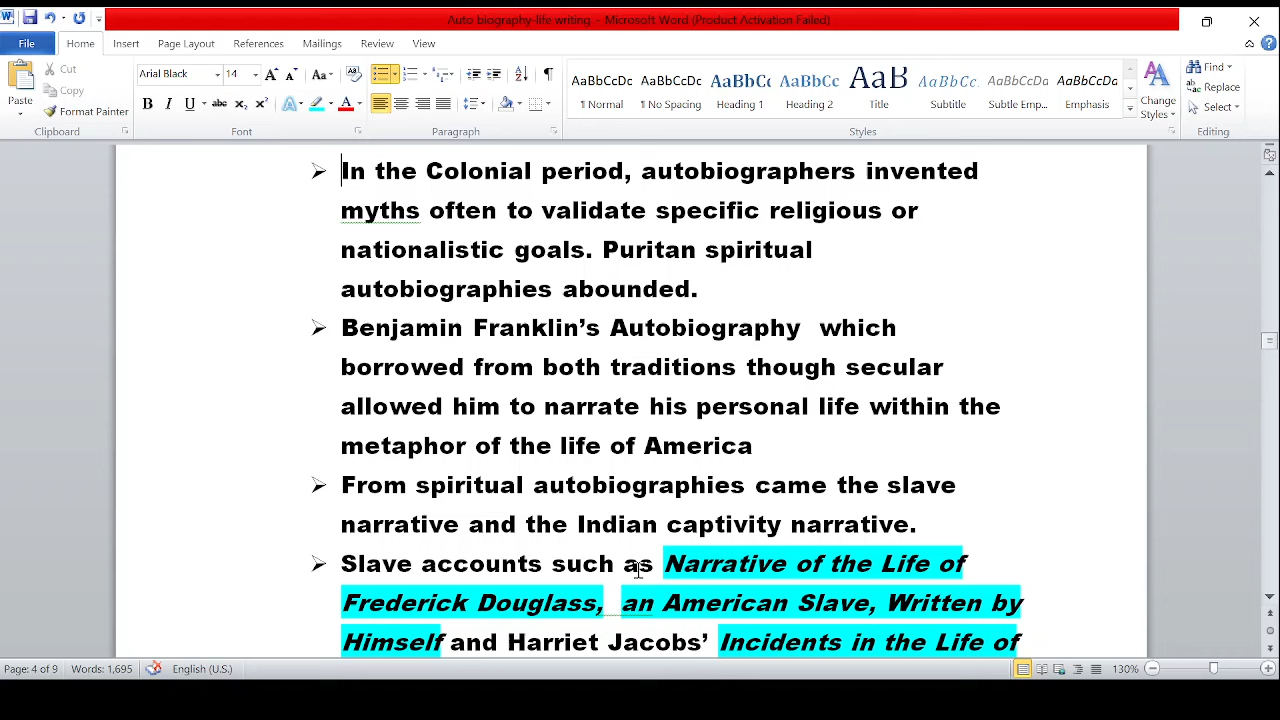 Auto biography-life writing. - Microsoft Word (Product Activation Failed)
File Home Insert Page Layout References Mailings Review View
Paste
Cut
Copy
Format Painter
Clipboard
Arial Black 14
Font
Paragraph
AaBbCcDc AaBbCcDc AaBbCc AaBbCc AaB AaBbCc. AaBbCcDc AaBbCcDc
¶ Normal ¶ No Spacing Heading 1 Heading 2 Title Subtitle Subtle Em... Emphasis
Change Styles
Styles
Find
Replace
Select
Editing
➢ In the Colonial period, autobiographers invented
myths often to validate specific religious or
nationalistic goals. Puritan spiritual
autobiographies abounded.
➢ Benjamin Franklin’s Autobiography which
borrowed from both traditions though secular
allowed him to narrate his personal life within the
metaphor of the life of America
➢ From spiritual autobiographies came the slave
narrative and the Indian captivity narrative.
➢ Slave accounts such as Narrative of the Life of
Frederick Douglass, an American Slave, Written by
Himself and Harriet Jacobs’ Incidents in the Life of
Page: 4 of 9 Words: 1,695 English (U.S.) 130%